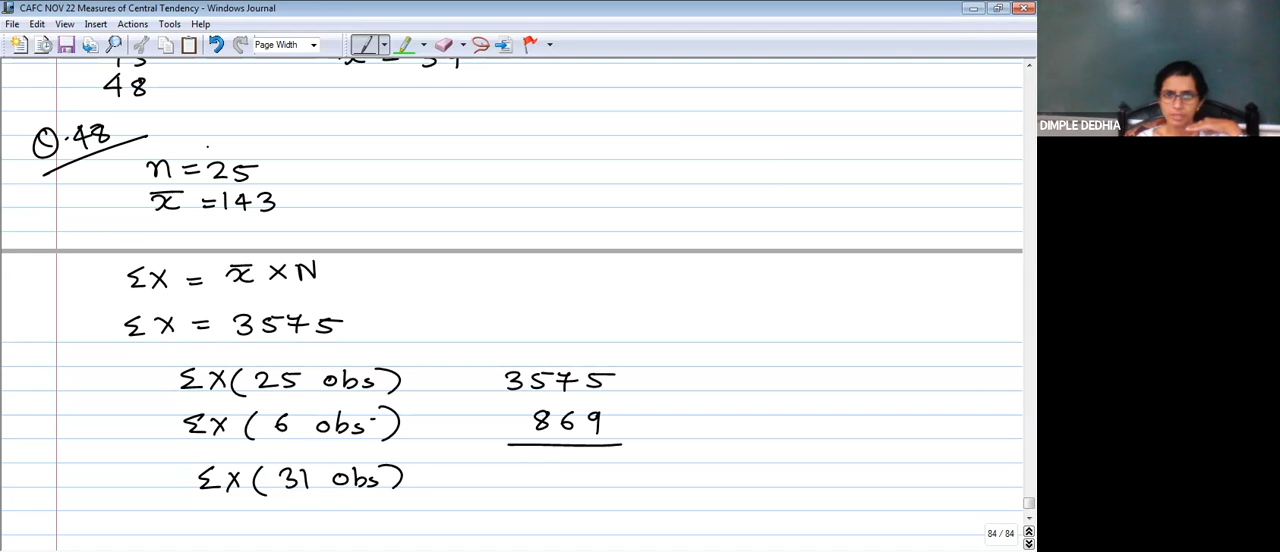 CAFC NOV 22 Measures of Central Tendency - Windows Journal
File Edit View Insert Actions Tools Help
Page Width
48
Q.48
n = 25
x̅ = 143
Σx = x̅ × N
Σx = 3575
Σx (25 obs) 3575
Σx (6 obs) 869
Σx (31 obs)
DIMPLE DEDHIA
84 / 84